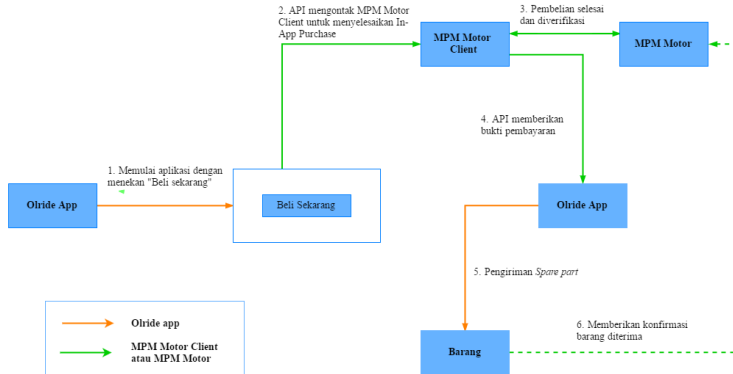 2. API mengontak MPM Motor
Client untuk menyelesaikan In-
App Purchase
MPM Motor
Client
3. Pembelian selesai
dan diverifikasi
MPM Motor
4. API memberikan
bukti pembayaran
1. Memulai aplikasi dengan
menekan "Beli sekarang"
Olride App
Beli Sekarang
Olride App
5. Pengiriman Spare part
Olride app
MPM Motor Client
atau MPM Motor
Barang
6. Memberikan konfirmasi
barang diterima